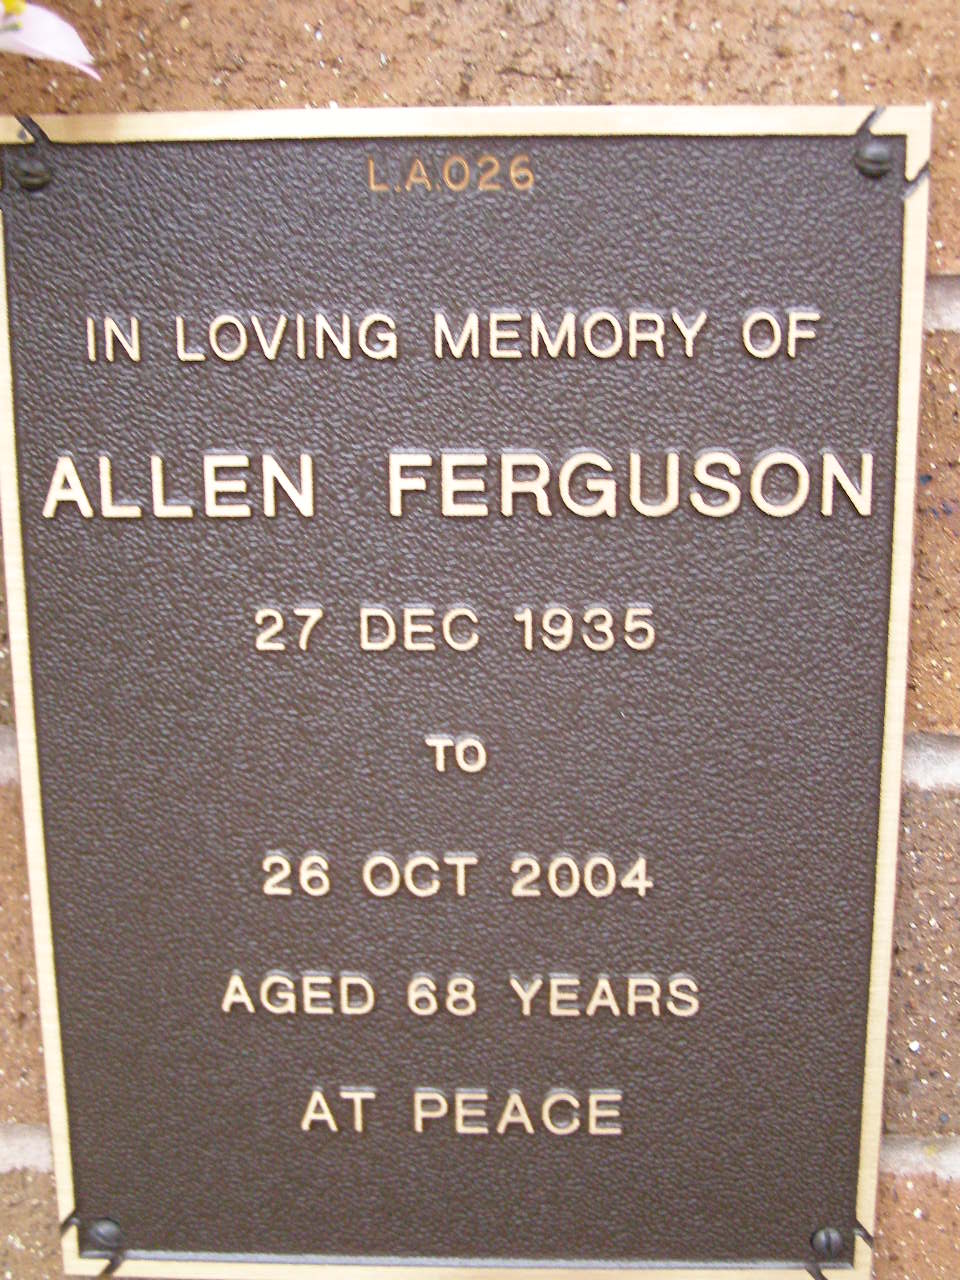 L.A.026
IN LOVING MEMORY OF
ALLEN FERGUSON
27 DEC 1935
TO
26 OCT 2004
AGED 68 YEARS
AT PEACE